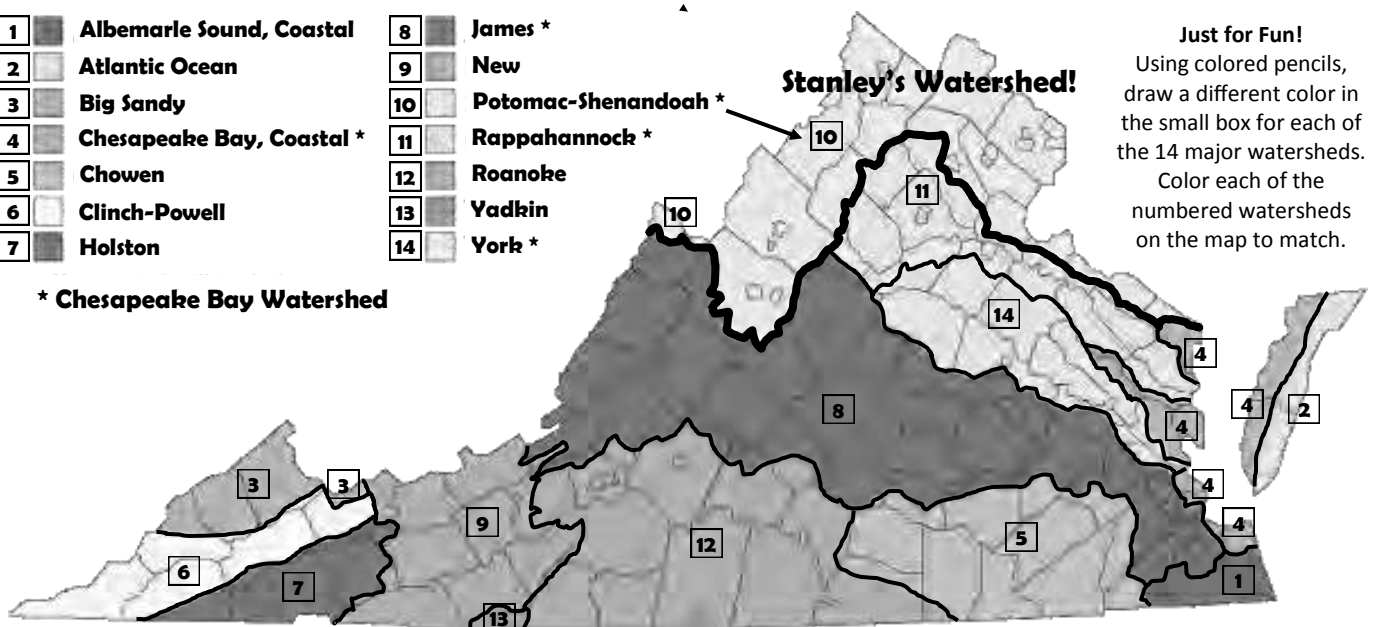 1 Albemarle Sound, Coastal
2 Atlantic Ocean
3 Big Sandy
4 Chesapeake Bay, Coastal *
5 Chowen
6 Clinch-Powell
7 Holston
8 James *
9 New
10 Potomac-Shenandoah *
11 Rappahannock *
12 Roanoke
13 Yadkin
14 York *
* Chesapeake Bay Watershed
Stanley's Watershed!
Just for Fun!
Using colored pencils,
draw a different color in
the small box for each of
the 14 major watersheds.
Color each of the
numbered watersheds
on the map to match.
10
11
10
14
4
4
2
8
4
3
3
4
9
4
12
5
6
7
1
13